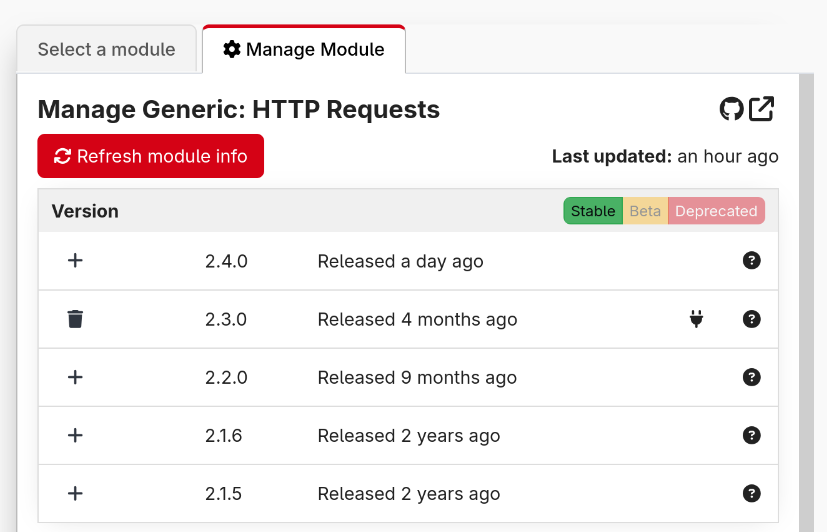 Select a module
Manage Module
Manage Generic: HTTP Requests
Refresh module info
Last updated: an hour ago
Version
Stable Beta Deprecated
2.4.0 Released a day ago
2.3.0 Released 4 months ago
2.2.0 Released 9 months ago
2.1.6 Released 2 years ago
2.1.5 Released 2 years ago